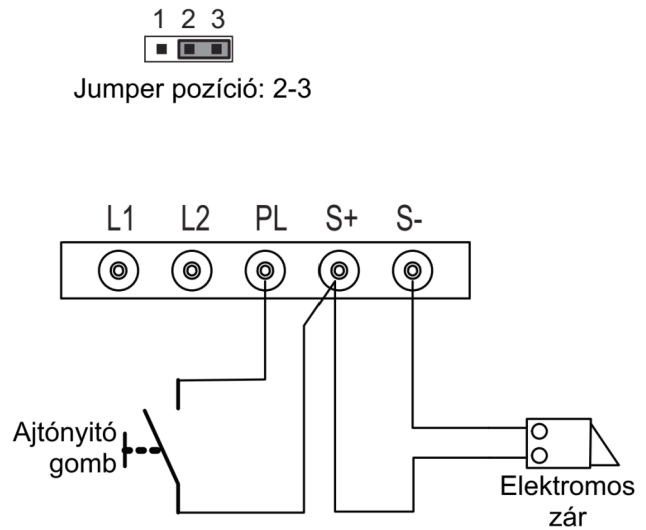 1 2 3
Jumper pozíció: 2-3
L1 L2 PL S+ S-
Ajtónyitó
gomb
Elektromos
zár